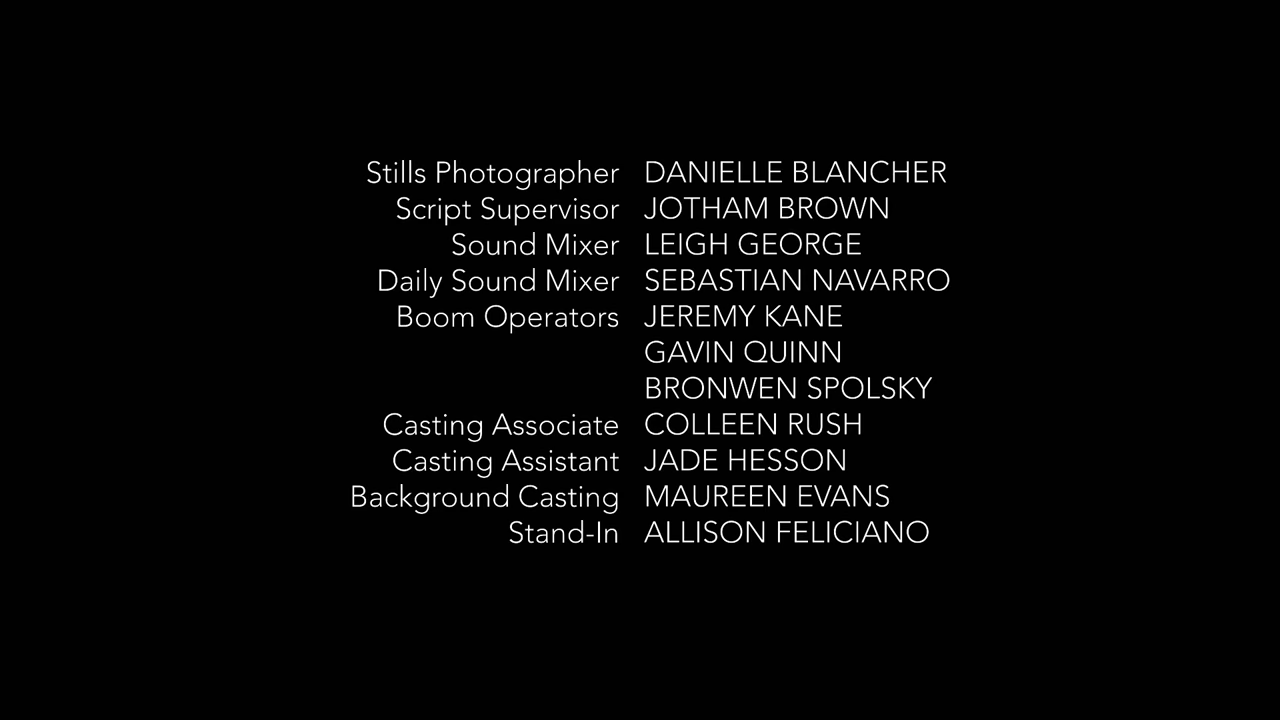 Stills Photographer DANIELLE BLANCHER
Script Supervisor JOTHAM BROWN
Sound Mixer LEIGH GEORGE
Daily Sound Mixer SEBASTIAN NAVARRO
Boom Operators JEREMY KANE
GAVIN QUINN
BRONWEN SPOLSKY
Casting Associate COLLEEN RUSH
Casting Assistant JADE HESSON
Background Casting MAUREEN EVANS
Stand-In ALLISON FELICIANO